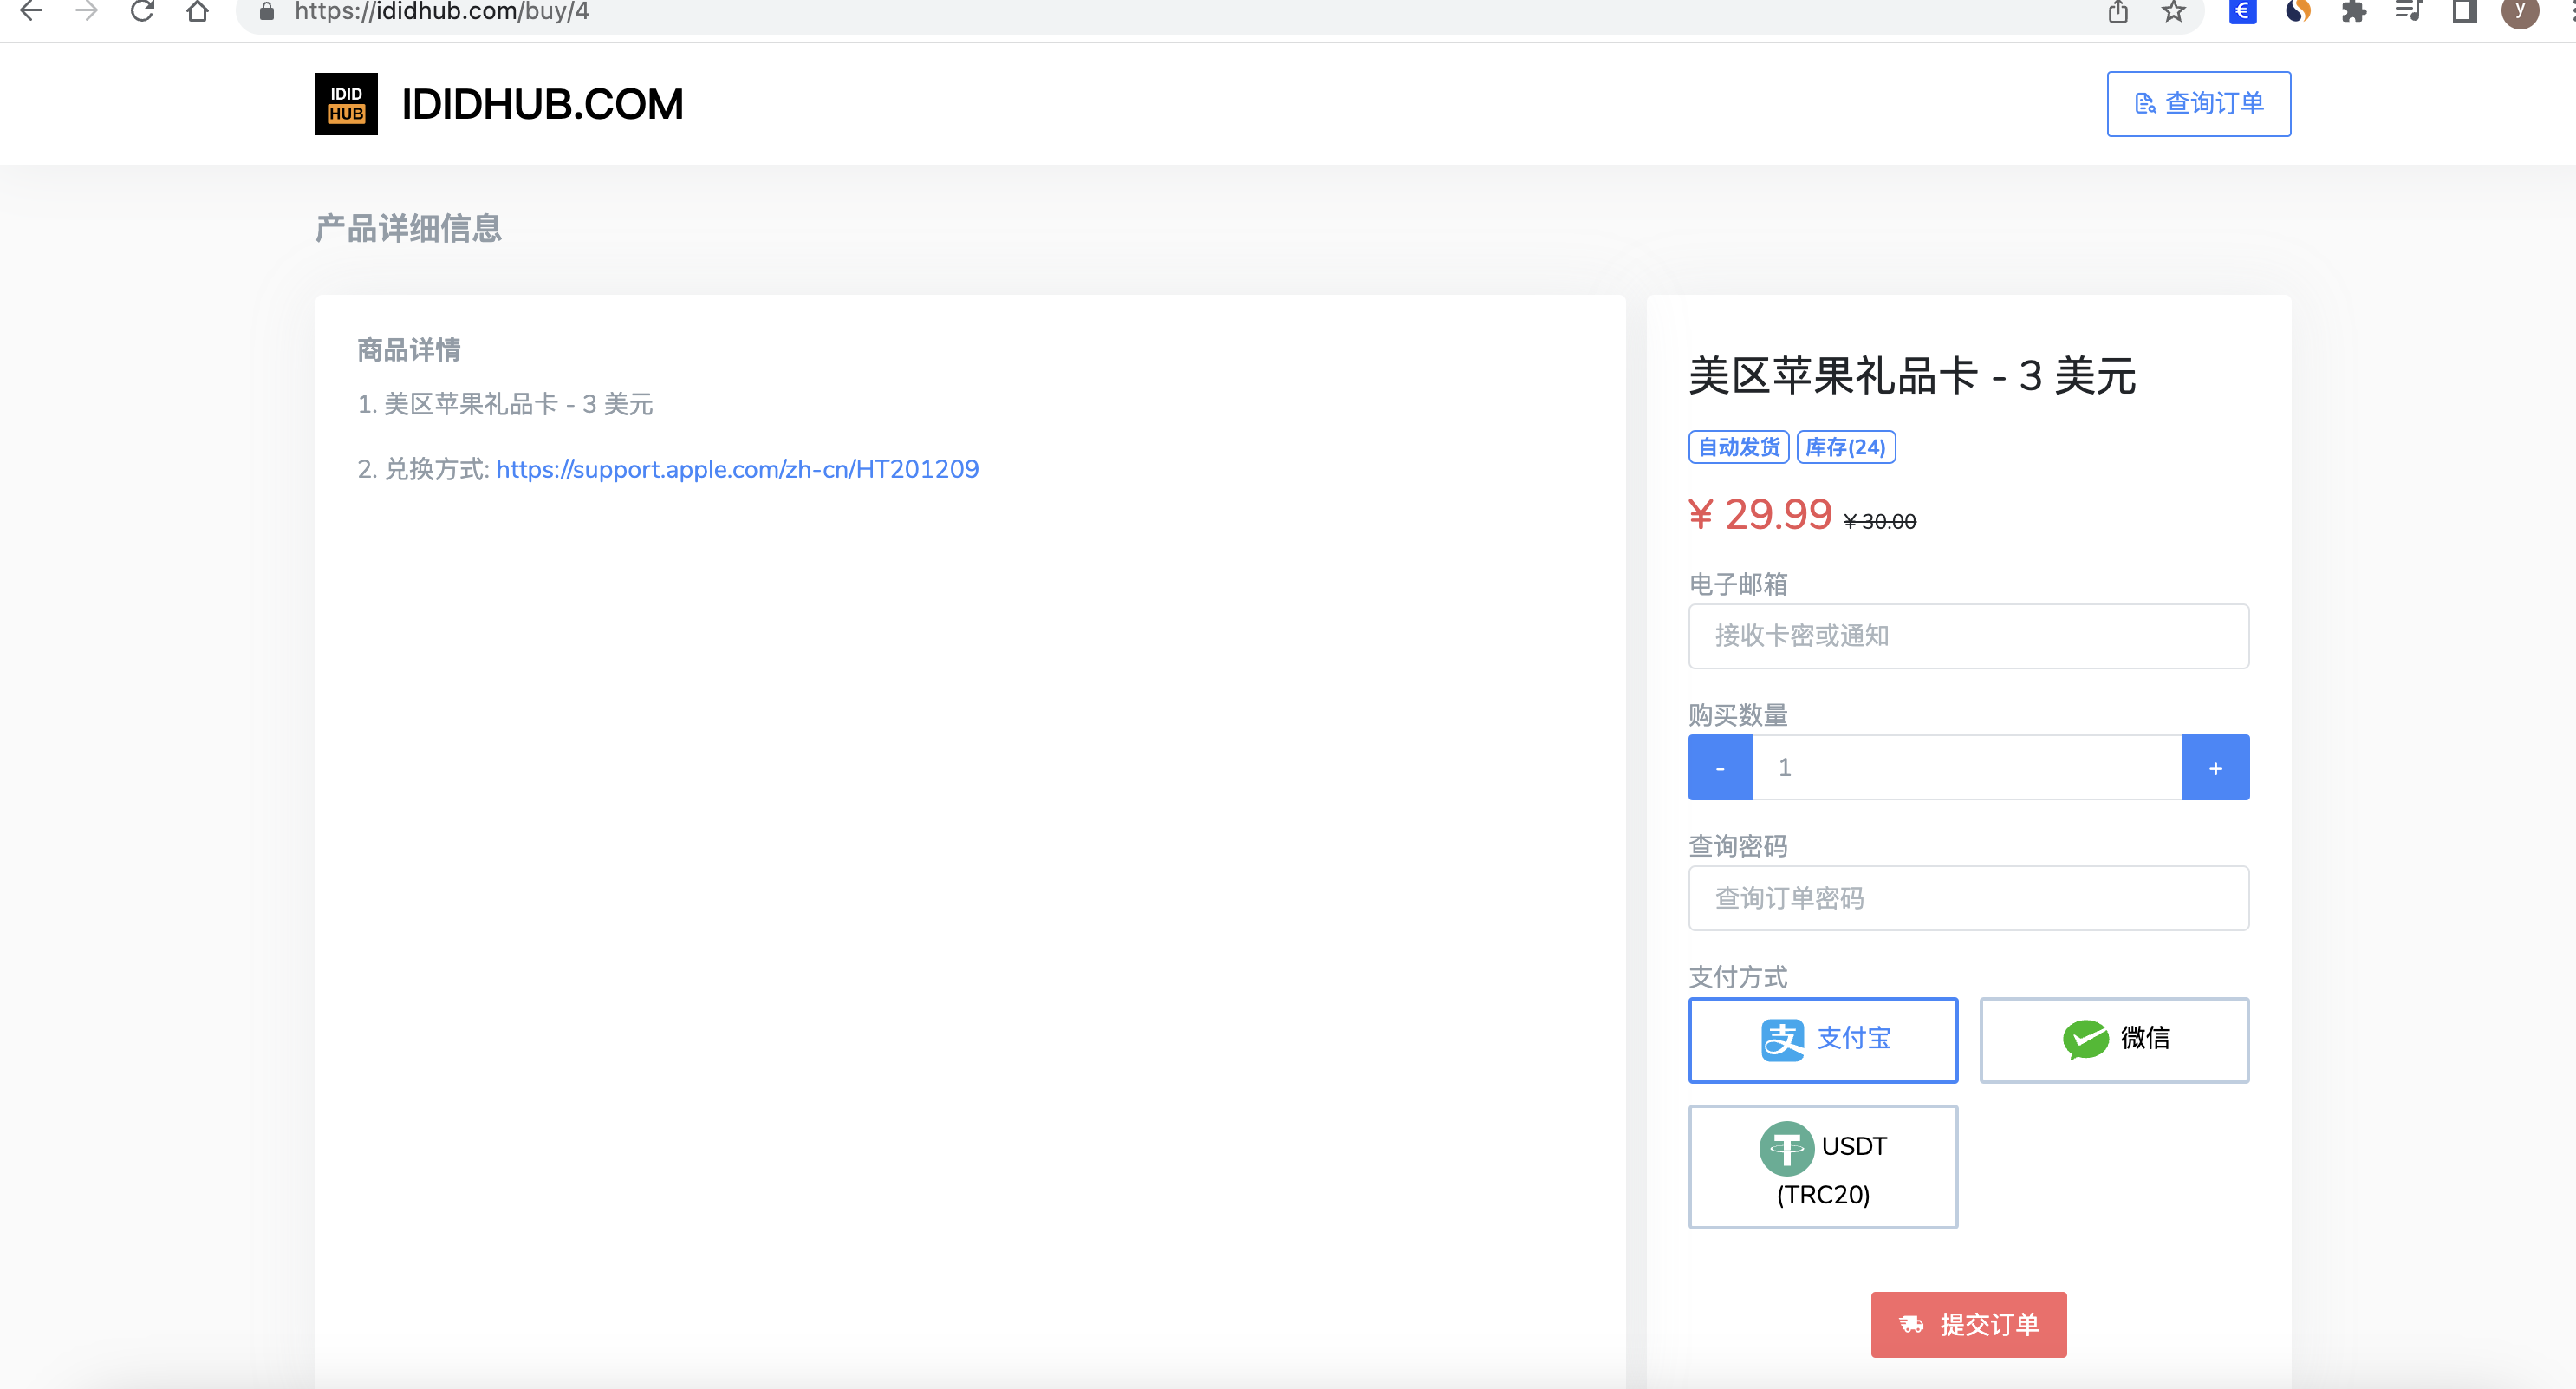 https://ididhub.com/buy/4
€
y
IDID
HUB
IDIDHUB.COM
查询订单
产品详细信息
商品详情
1. 美区苹果礼品卡 - 3 美元
2. 兑换方式: https://support.apple.com/zh-cn/HT201209
美区苹果礼品卡 - 3 美元
自动发货 库存(24)
¥ 29.99 ¥ 30.00
电子邮箱
接收卡密或通知
购买数量
- 1 +
查询密码
查询订单密码
支付方式
支 支付宝
微信
USDT
(TRC20)
提交订单